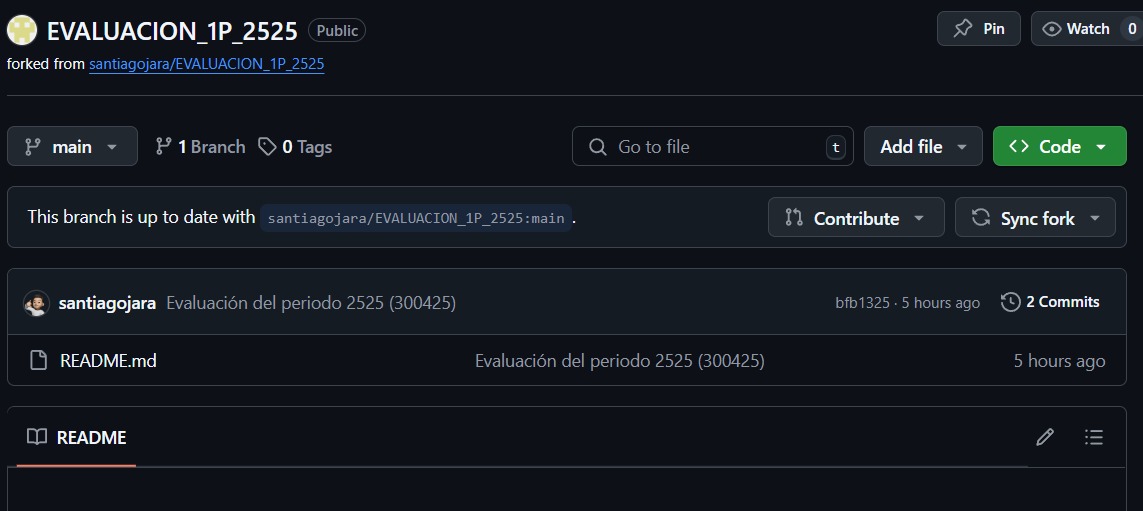 EVALUACION_1P_2525 Public Pin Watch 0
forked from santiagojara/EVALUACION_1P_2525
main 1 Branch 0 Tags Go to file t Add file Code
This branch is up to date with santiagojara/EVALUACION_1P_2525:main. Contribute Sync fork
santiagojara Evaluación del periodo 2525 (300425) bfb1325 · 5 hours ago 2 Commits
README.md Evaluación del periodo 2525 (300425) 5 hours ago
README